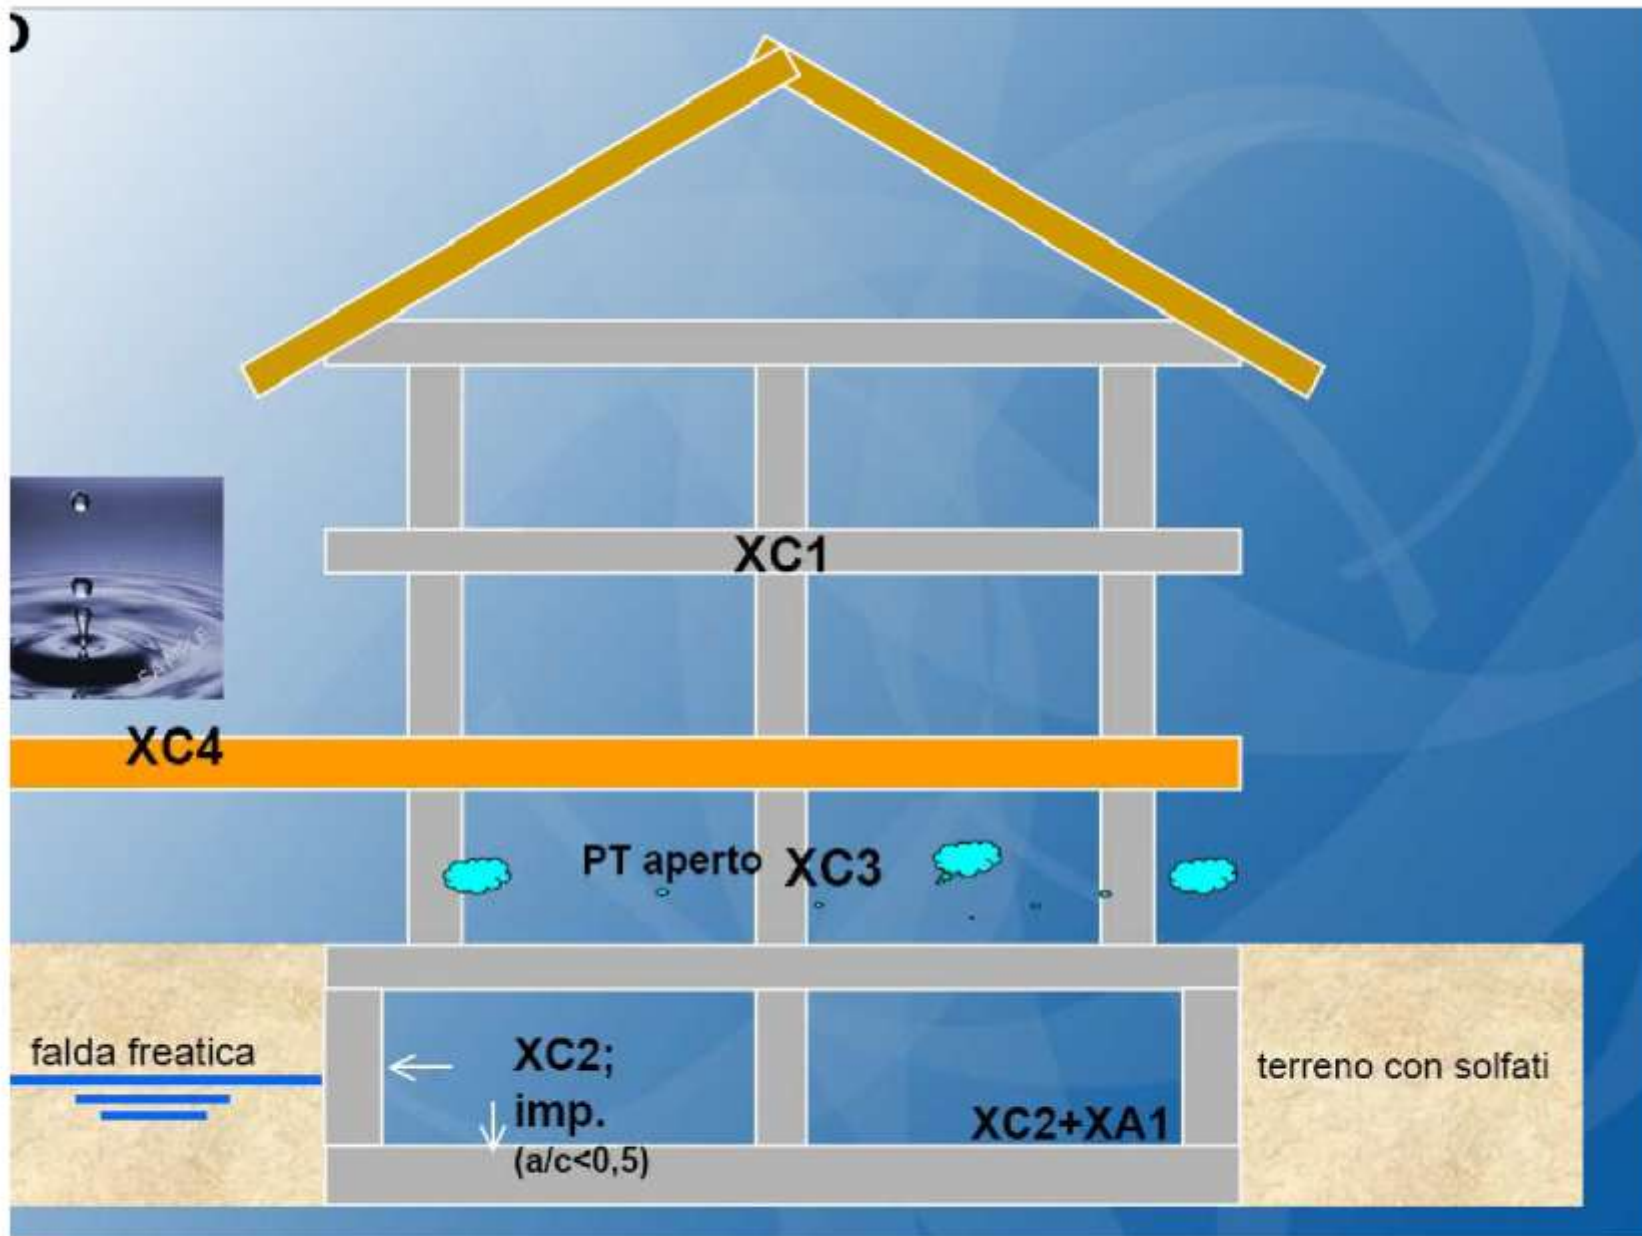 XC1
XC4
PT aperto XC3
falda freatica
XC2;
imp.
(a/c<0,5)
terreno con solfati
XC2+XA1